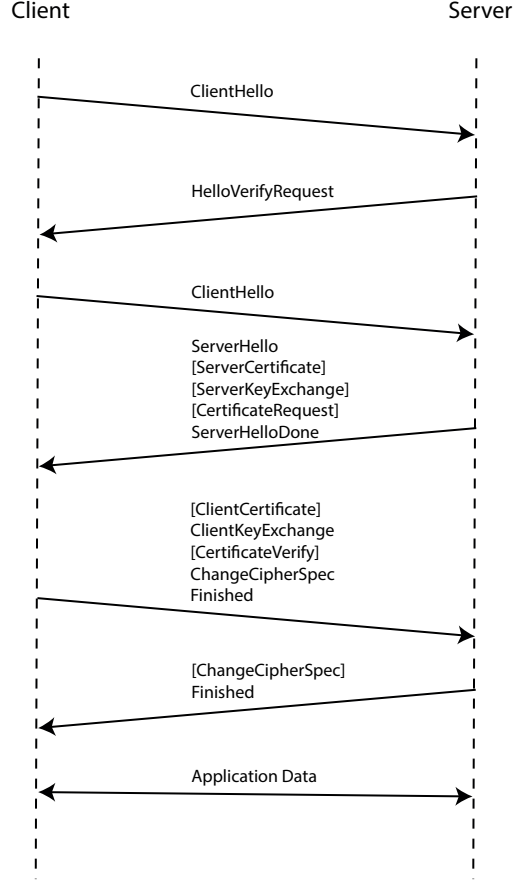 Client
Server
ClientHello
HelloVerifyRequest
ClientHello
ServerHello
[ServerCertificate]
[ServerKeyExchange]
[CertificateRequest]
ServerHelloDone
[ClientCertificate]
ClientKeyExchange
[CertificateVerify]
ChangeCipherSpec
Finished
[ChangeCipherSpec]
Finished
Application Data